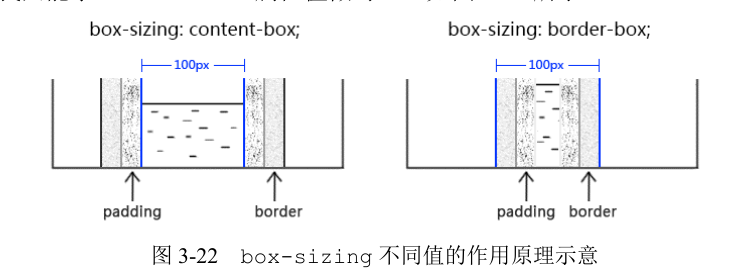 box-sizing: content-box; box-sizing: border-box;
100px 100px
padding border padding border
图 3-22 box-sizing 不同值的作用原理示意